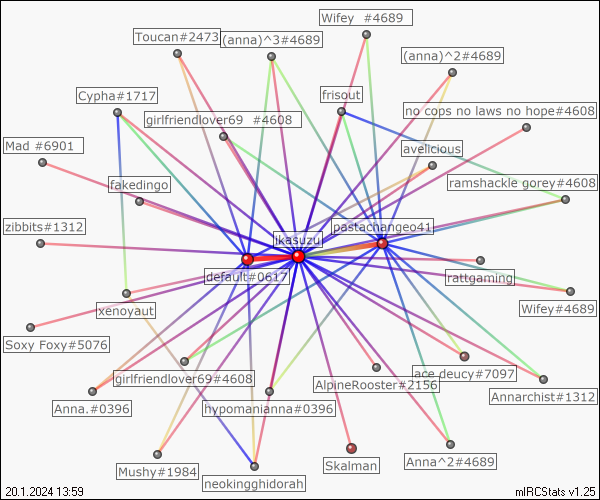 Wifey  #4689
Toucan#2473
(anna)^3#4689
(anna)^2#4689
Cypha#1717
frisout
girlfriendlover69  #4608
no cops no laws no hope#4608
Mad #6901
avelicious
fakedingo
ramshackle gorey#4608
zibbits#1312
jkasuzu
pastachangeo41
default#0617
rattgaming
xenoyaut
Wifey#4689
Soxy Foxy#5076
girlfriendlover69#4608
AlpineRooster#2156
ace deucy#7097
Annarchist#1312
Anna.#0396
hypomanianna#0396
Mushy#1984
Skalman
Anna^2#4689
neokingghidorah
20.1.2024 13:59
mIRCStats v1.25